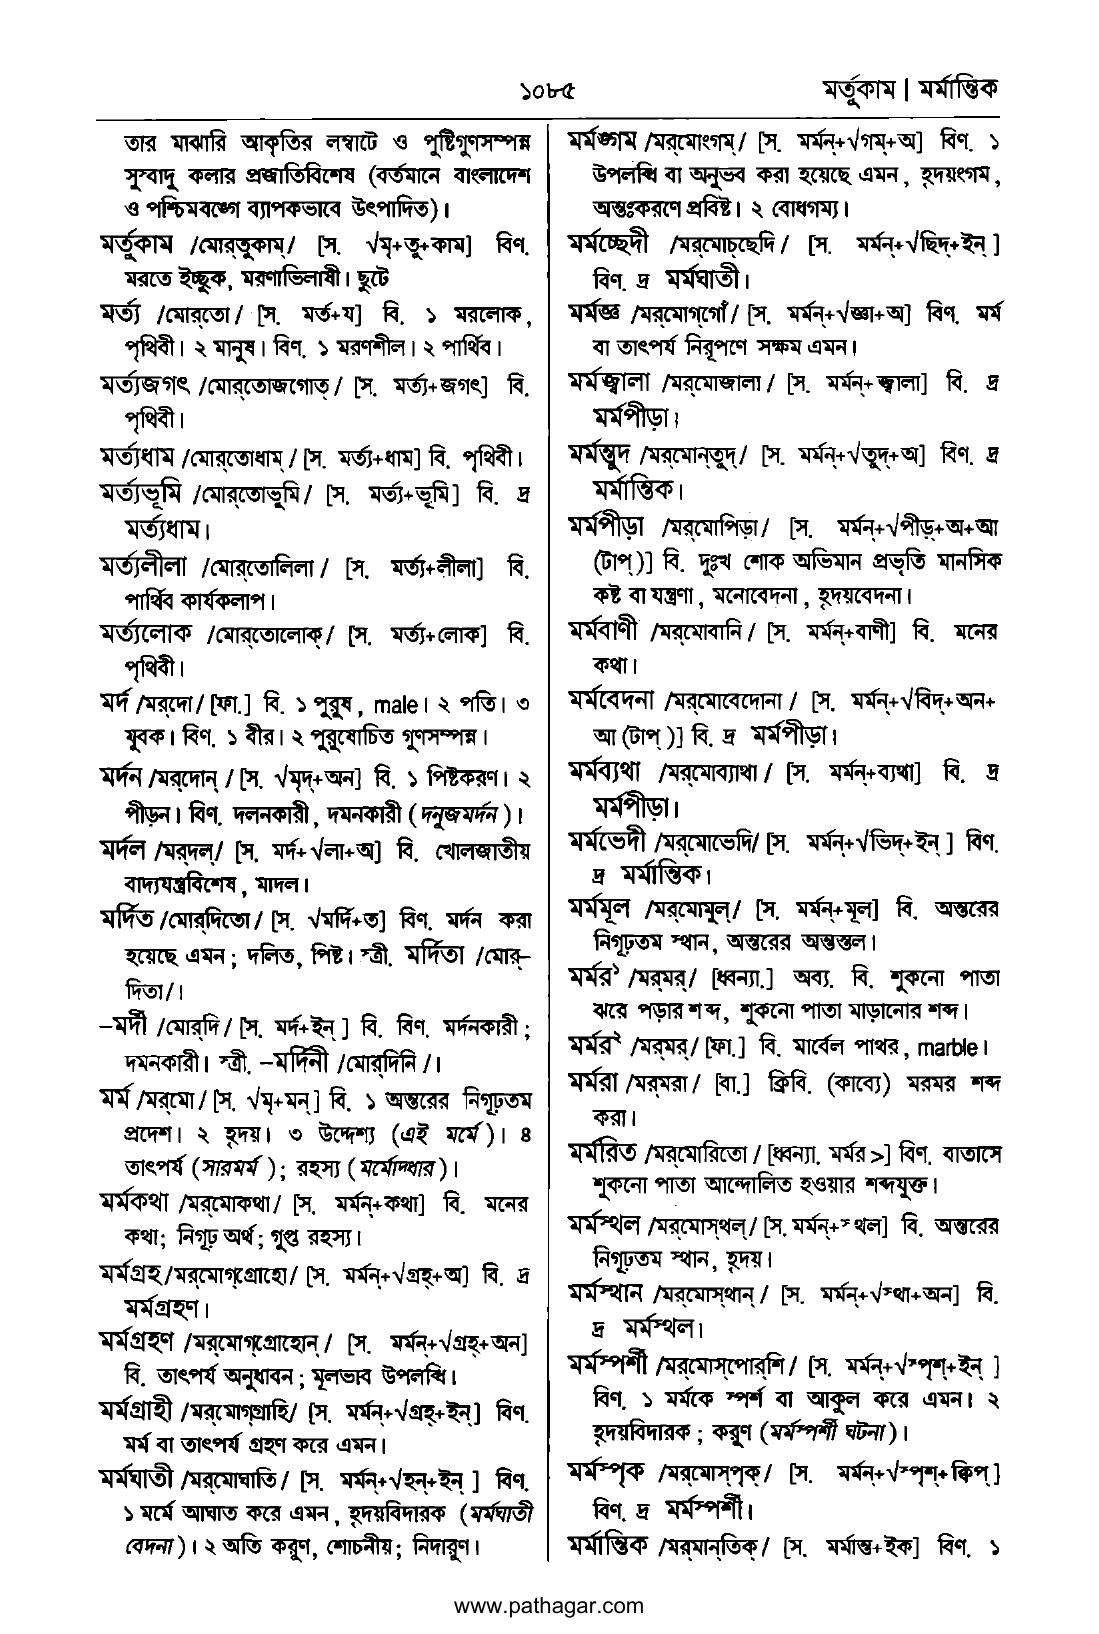 ১০৮৫
মর্তুকাম | মর্মান্তিক
তার মাঝারি আকৃতির লম্বাটে ও পুষ্টিগুণসম্পন্ন
সুস্বাদু কলার প্রজাতিবিশেষ (বর্তমানে বাংলাদেশ
ও পশ্চিমবঙ্গে ব্যাপকভাবে উৎপাদিত)।
মর্তুকাম /মোর্‌তুকাম্‌/ [স. √মৃ+তু+কাম] বিণ.
মরতে ইচ্ছুক, মরণাভিলাষী। ছুটে
মর্ত্য /মোর্‌তো/ [স. মর্ত+য] বি. ১ মরলোক,
পৃথিবী। ২ মানুষ। বিণ. ১ মরণশীল। ২ পার্থিব।
মর্ত্যজগৎ /মোর্‌তোজগোত্‌/ [স. মর্ত্য+জগৎ] বি.
পৃথিবী।
মর্ত্যধাম /মোর্‌তোধাম্‌/ [স. মর্ত্য+ধাম] বি. পৃথিবী।
মর্ত্যভূমি /মোর্‌তোভুমি/ [স. মর্ত্য+ভূমি] বি. দ্র
মর্ত্যধাম।
মর্ত্যলীলা /মোর্‌তোলিলা/ [স. মর্ত্য+লীলা] বি.
পার্থিব কার্যকলাপ।
মর্ত্যলোক /মোর্‌তোলোক্‌/ [স. মর্ত্য+লোক] বি.
পৃথিবী।
মর্দ /মর্‌দো/ [ফা.] বি. ১ পুরুষ, male। ২ পতি। ৩
যুবক। বিণ. ১ বীর। ২ পুরুষোচিত গুণসম্পন্ন।
মর্দন /মর্‌দোন্‌/ [স. √মৃদ্‌+অন] বি. ১ পিষ্টকরণ। ২
পীড়ন। বিণ. দলনকারী, দমনকারী (দনুজমর্দন)।
মর্দল /মর্‌দল্‌/ [স. মর্দ+√লা+অ] বি. খোলজাতীয়
বাদ্যযন্ত্রবিশেষ, মাদল।
মর্দিত /মোর্‌দিতো/ [স. √মর্দি+ত] বিণ. মর্দন করা
হয়েছে এমন; দলিত, পিষ্ট। স্ত্রী. মর্দিতা /মোর্‌–
দিতা/।
–মর্দী /মোর্‌দি/ [স. মর্দ+ইন্‌] বি. বিণ. মর্দনকারী;
দমনকারী। স্ত্রী. –মর্দিনী /মোর্‌দিনি/।
মর্ম /মর্‌মো/ [স. √মৃ+মন্‌] বি. ১ অন্তরের নিগূঢ়তম
প্রদেশ। ২ হৃদয়। ৩ উদ্দেশ্য (এই মর্মে)। ৪
তাৎপর্য (সারমর্ম); রহস্য (মর্মোদ্ধার)।
মর্মকথা /মর্‌মোকথা/ [স. মর্মন্‌+কথা] বি. মনের
কথা; নিগূঢ় অর্থ; গুপ্ত রহস্য।
মর্মগ্রহ /মর্‌মোগ্‌গ্রোহো/ [স. মর্মন্‌+√গ্রহ্‌+অ] বি. দ্র
মর্মগ্রহণ।
মর্মগ্রহণ /মর্‌মোগ্‌গ্রোহোন্‌/ [স. মর্মন্‌+√গ্রহ্‌+অন]
বি. তাৎপর্য অনুধাবন; মূলভাব উপলব্ধি।
মর্মগ্রাহী /মর্‌মোগ্‌গ্রাহি/ [স. মর্মন্‌+√গ্রহ্‌+ইন্‌] বিণ.
মর্ম বা তাৎপর্য গ্রহণ করে এমন।
মর্মঘাতী /মর্‌মোঘাতি/ [স. মর্মন্‌+√হন্‌+ইন্‌] বিণ.
১ মর্মে আঘাত করে এমন, হৃদয়বিদারক (মর্মঘাতী
বেদনা)। ২ অতি করুণ, শোচনীয়; নিদারুণ।
মর্মঙ্গম /মর্‌মোংগম্‌/ [স. মর্মন্‌+√গম্‌+অ] বিণ. ১
উপলব্ধি বা অনুভব করা হয়েছে এমন, হৃদয়ংগম,
অন্তঃকরণে প্রবিষ্ট। ২ বোধগম্য।
মর্মচ্ছেদী /মর্‌মোচ্‌ছেদি/ [স. মর্মন্‌+√ছিদ্‌+ইন্‌]
বিণ. দ্র মর্মঘাতী।
মর্মজ্ঞ /মর্‌মোগ্‌গোঁ/ [স. মর্মন্‌+√জ্ঞা+অ] বিণ. মর্ম
বা তাৎপর্য নিরূপণে সক্ষম এমন।
মর্মজ্বালা /মর্‌মোজালা/ [স. মর্মন্‌+জ্বালা] বি. দ্র
মর্মপীড়া।
মর্মন্তুদ /মর্‌মোন্‌তুদ্‌/ [স. মর্মন্‌+√তুদ্‌+অ] বিণ. দ্র
মর্মান্তিক।
মর্মপীড়া /মর্‌মোপিড়া/ [স. মর্মন্‌+√পীড়্‌+অ+আ
(টাপ্‌)] বি. দুঃখ শোক অভিমান প্রভৃতি মানসিক
কষ্ট বা যন্ত্রণা, মনোবেদনা, হৃদয়বেদনা।
মর্মবাণী /মর্‌মোবানি/ [স. মর্মন্‌+বাণী] বি. মনের
কথা।
মর্মবেদনা /মর্‌মোবেদোনা/ [স. মর্মন্‌+√বিদ্‌+অন+
আ (টাপ্‌)] বি. দ্র মর্মপীড়া।
মর্মব্যথা /মর্‌মোব্যাথা/ [স. মর্মন্‌+ব্যথা] বি. দ্র
মর্মপীড়া।
মর্মভেদী /মর্‌মোভেদি/ [স. মর্মন্‌+√ভিদ্‌+ইন্‌] বিণ.
দ্র মর্মান্তিক।
মর্মমূল /মর্‌মোমুল্‌/ [স. মর্মন্‌+মূল] বি. অন্তরের
নিগূঢ়তম স্থান, অন্তরের অন্তস্তল।
মর্মর১ /মর্‌মর্‌/ [ধ্বন্যা.] অব্য. বি. শুকনো পাতা
ঝরে পড়ার শব্দ, শুকনো পাতা মাড়ানোর শব্দ।
মর্মর২ /মর্‌মর্‌/ [ফা.] বি. মার্বেল পাথর, marble।
মর্মরা /মর্‌মরা/ [বা.] ক্রিবি. (কাব্যে) মরমর শব্দ
করা।
মর্মরিত /মর্‌মোরিতো/ [ধ্বন্যা. মর্মর >] বিণ. বাতাসে
শুকনো পাতা আন্দোলিত হওয়ার শব্দযুক্ত।
মর্মস্থল /মর্‌মোস্‌থল্‌/ [স. মর্মন্‌+স্থল] বি. অন্তরের
নিগূঢ়তম স্থান, হৃদয়।
মর্মস্থান /মর্‌মোস্‌থান্‌/ [স. মর্মন্‌+√স্থা+অন] বি.
দ্র মর্মস্থল।
মর্মস্পর্শী /মর্‌মোস্‌পোর্‌শি/ [স. মর্মন্‌+√স্পৃশ্‌+ইন্‌]
বিণ. ১ মর্মকে স্পর্শ বা আকুল করে এমন। ২
হৃদয়বিদারক; করুণ (মর্মস্পর্শী ঘটনা)।
মর্মস্পৃক /মর্‌মোস্‌পৃক্‌/ [স. মর্মন্‌+√স্পৃশ্‌+ক্বিপ্‌]
বিণ. দ্র মর্মস্পর্শী।
মর্মান্তিক /মর্‌মান্‌তিক্‌/ [স. মর্মান্ত+ইক] বিণ. ১
www.pathagar.com